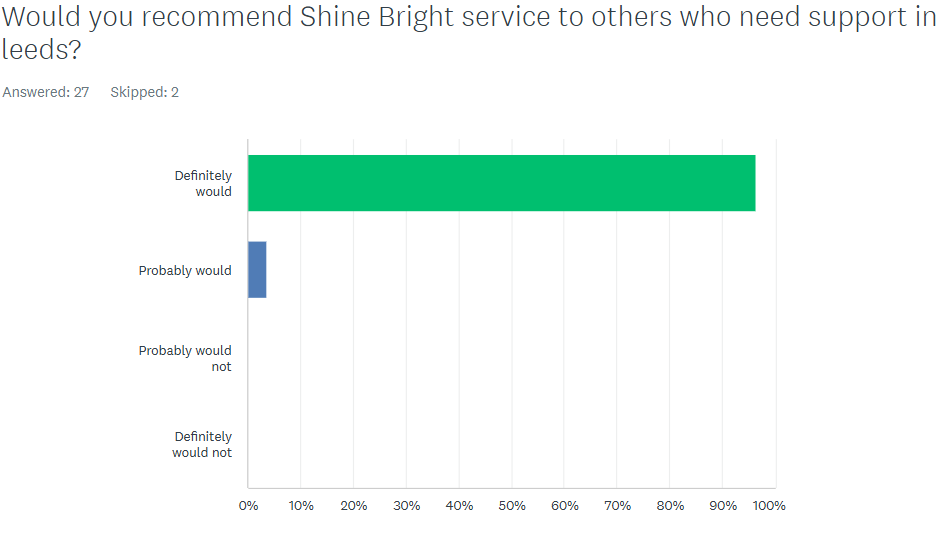 Would you recommend Shine Bright service to others who need support in
leeds?
Answered: 27 Skipped: 2
Definitely
would
Probably would
Probably would
not
Definitely
would not
0% 10% 20% 30% 40% 50% 60% 70% 80% 90% 100%